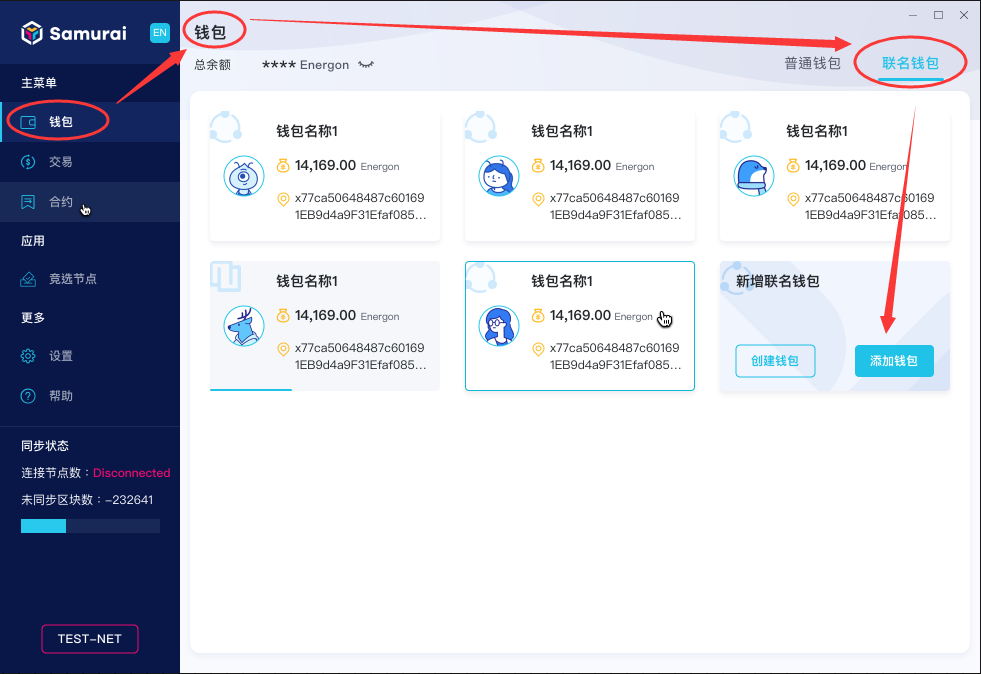 Samurai
EN
主菜单
钱包
交易
合约
应用
竞选节点
更多
设置
帮助
同步状态
连接节点数：Disconnected
未同步区块数：-232641
TEST-NET
钱包
总余额 **** Energon
普通钱包 联名钱包
钱包名称1
14,169.00 Energon
x77ca50648487c60169
1EB9d4a9F31Efaf085...
钱包名称1
14,169.00 Energon
x77ca50648487c60169
1EB9d4a9F31Efaf085...
钱包名称1
14,169.00 Energon
x77ca50648487c60169
1EB9d4a9F31Efaf085...
钱包名称1
14,169.00 Energon
x77ca50648487c60169
1EB9d4a9F31Efaf085...
钱包名称1
14,169.00 Energon
x77ca50648487c60169
1EB9d4a9F31Efaf085...
新增联名钱包
创建钱包 添加钱包